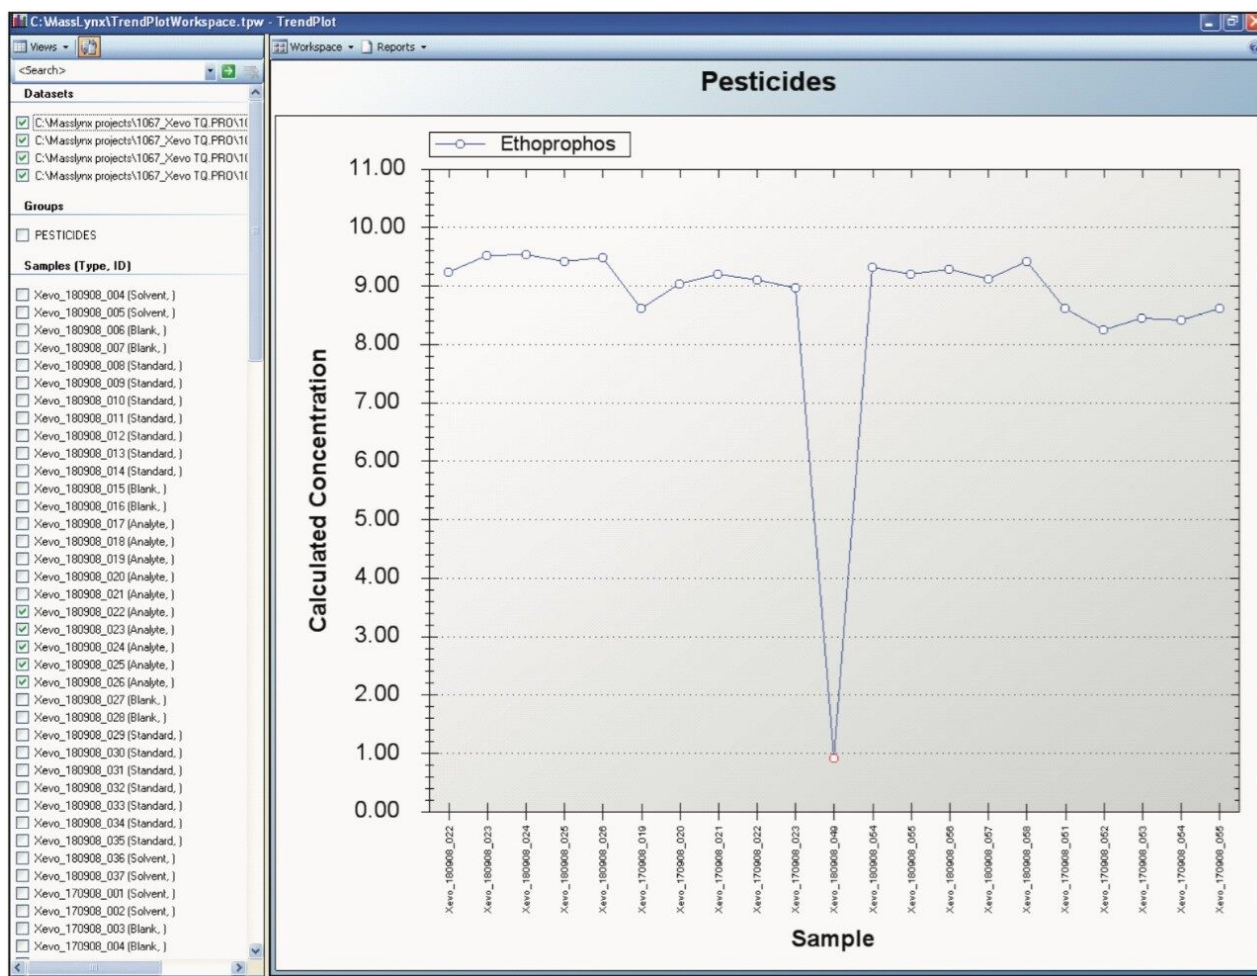 C:\MassLynx\TrendPlotWorkspace.tpw - TrendPlot
Views
<Search>
Datasets
C:\Masslynx projects\1067_Xevo TQ.PRO\1
C:\Masslynx projects\1067_Xevo TQ.PRO\1
C:\Masslynx projects\1067_Xevo TQ.PRO\1
C:\Masslynx projects\1067_Xevo TQ.PRO\1
Groups
PESTICIDES
Samples (Type, ID)
Xevo_180908_004 (Solvent, )
Xevo_180908_005 (Solvent, )
Xevo_180908_006 (Blank, )
Xevo_180908_007 (Blank, )
Xevo_180908_008 (Standard, )
Xevo_180908_009 (Standard, )
Xevo_180908_010 (Standard, )
Xevo_180908_011 (Standard, )
Xevo_180908_012 (Standard, )
Xevo_180908_013 (Standard, )
Xevo_180908_014 (Standard, )
Xevo_180908_015 (Blank, )
Xevo_180908_016 (Blank, )
Xevo_180908_017 (Analyte, )
Xevo_180908_018 (Analyte, )
Xevo_180908_019 (Analyte, )
Xevo_180908_020 (Analyte, )
Xevo_180908_021 (Analyte, )
Xevo_180908_022 (Analyte, )
Xevo_180908_023 (Analyte, )
Xevo_180908_024 (Analyte, )
Xevo_180908_025 (Analyte, )
Xevo_180908_026 (Analyte, )
Xevo_180908_027 (Blank, )
Xevo_180908_028 (Blank, )
Xevo_180908_029 (Standard, )
Xevo_180908_030 (Standard, )
Xevo_180908_031 (Standard, )
Xevo_180908_032 (Standard, )
Xevo_180908_033 (Standard, )
Xevo_180908_034 (Standard, )
Xevo_180908_035 (Standard, )
Xevo_180908_036 (Solvent, )
Xevo_180908_037 (Solvent, )
Xevo_170908_001 (Solvent, )
Xevo_170908_002 (Solvent, )
Xevo_170908_003 (Blank, )
Xevo_170908_004 (Blank, )
Workspace Reports
Pesticides
Ethoprophos
11.00
10.00
9.00
8.00
7.00
6.00
5.00
4.00
3.00
2.00
1.00
0.00
Calculated Concentration
Xevo_180908_022
Xevo_180908_023
Xevo_180908_024
Xevo_180908_025
Xevo_180908_026
Xevo_170908_019
Xevo_170908_020
Xevo_170908_021
Xevo_170908_022
Xevo_170908_023
Xevo_180908_049
Xevo_180908_054
Xevo_180908_055
Xevo_180908_056
Xevo_180908_057
Xevo_180908_058
Xevo_170908_051
Xevo_170908_052
Xevo_170908_053
Xevo_170908_054
Xevo_170908_055
Sample